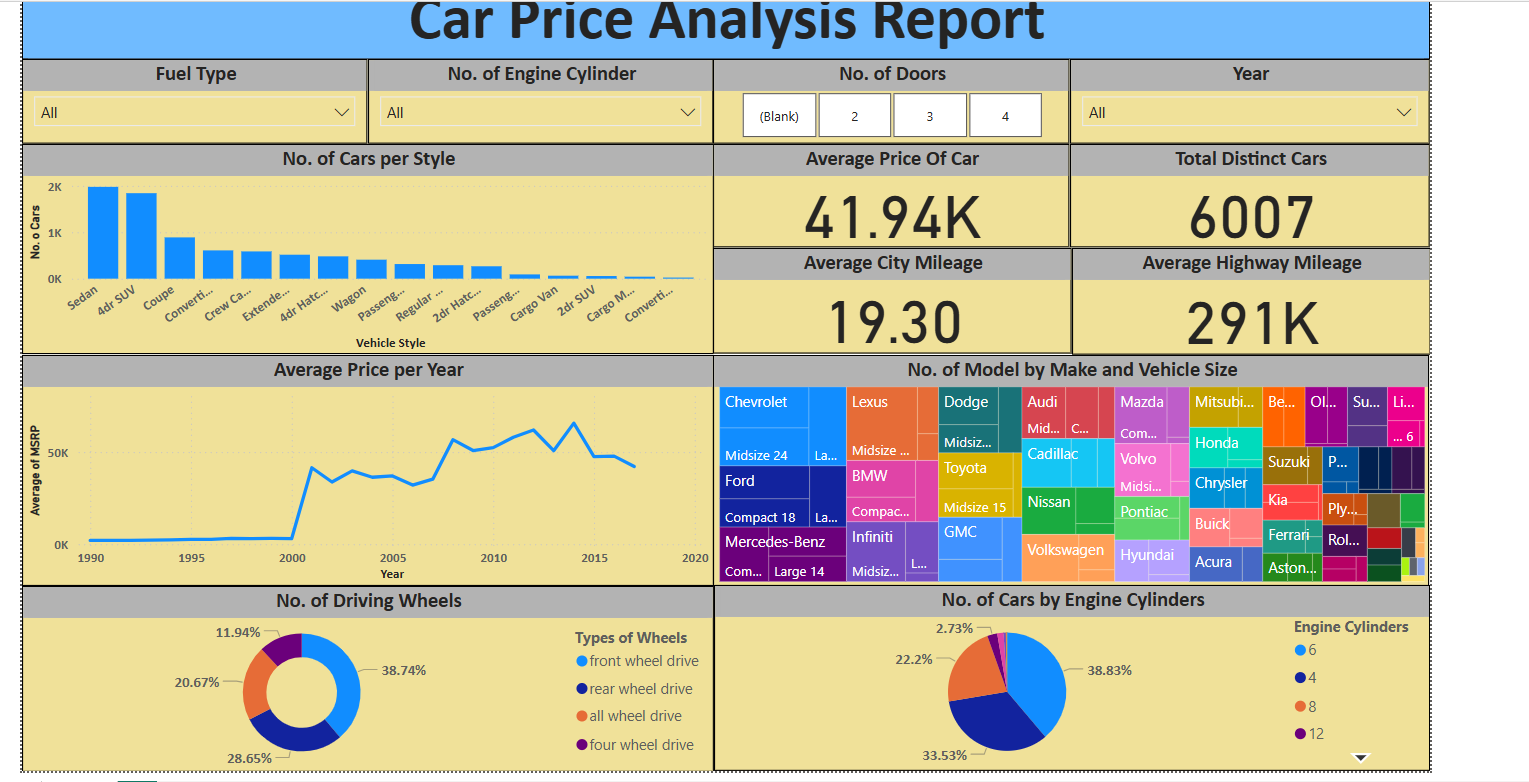 Car Price Analysis Report
Fuel Type
No. of Engine Cylinder
No. of Doors
Year
All
All
(Blank)
2
3
4
All
No. of Cars per Style
Average Price Of Car
Total Distinct Cars
2K
1K
0K
No. o Cars
Sedan
4dr SUV
Coupe
Converti...
Crew Ca...
Extende...
4dr Hatc...
Wagon
Passeng...
Regular ...
2dr Hatc...
Passeng...
Cargo Van
2dr SUV
Cargo M...
Converti...
Vehicle Style
41.94K
6007
Average City Mileage
Average Highway Mileage
19.30
291K
Average Price per Year
No. of Model by Make and Vehicle Size
Average of MSRP
50K
0K
1990
1995
2000
2005
2010
2015
2020
Year
Chevrolet
Midsize 24
La...
Ford
Compact 18
La...
Mercedes-Benz
Com...
Large 14
Lexus
Midsize ...
BMW
Compac...
Infiniti
Midsiz...
L...
Dodge
Midsiz...
Toyota
Midsize 15
GMC
Audi
Mid...
C...
Cadillac
Nissan
Volkswagen
Mazda
Com...
Volvo
Midsi...
Pontiac
Hyundai
Mitsubi...
Honda
Chrysler
Buick
Acura
Be...
Suzuki
Kia
Ferrari
Aston...
Ol...
Su...
Li...
... 6
P...
Ply...
Rol...
No. of Driving Wheels
No. of Cars by Engine Cylinders
11.94%
38.74%
20.67%
28.65%
Types of Wheels
front wheel drive
rear wheel drive
all wheel drive
four wheel drive
2.73%
22.2%
38.83%
33.53%
Engine Cylinders
6
4
8
12